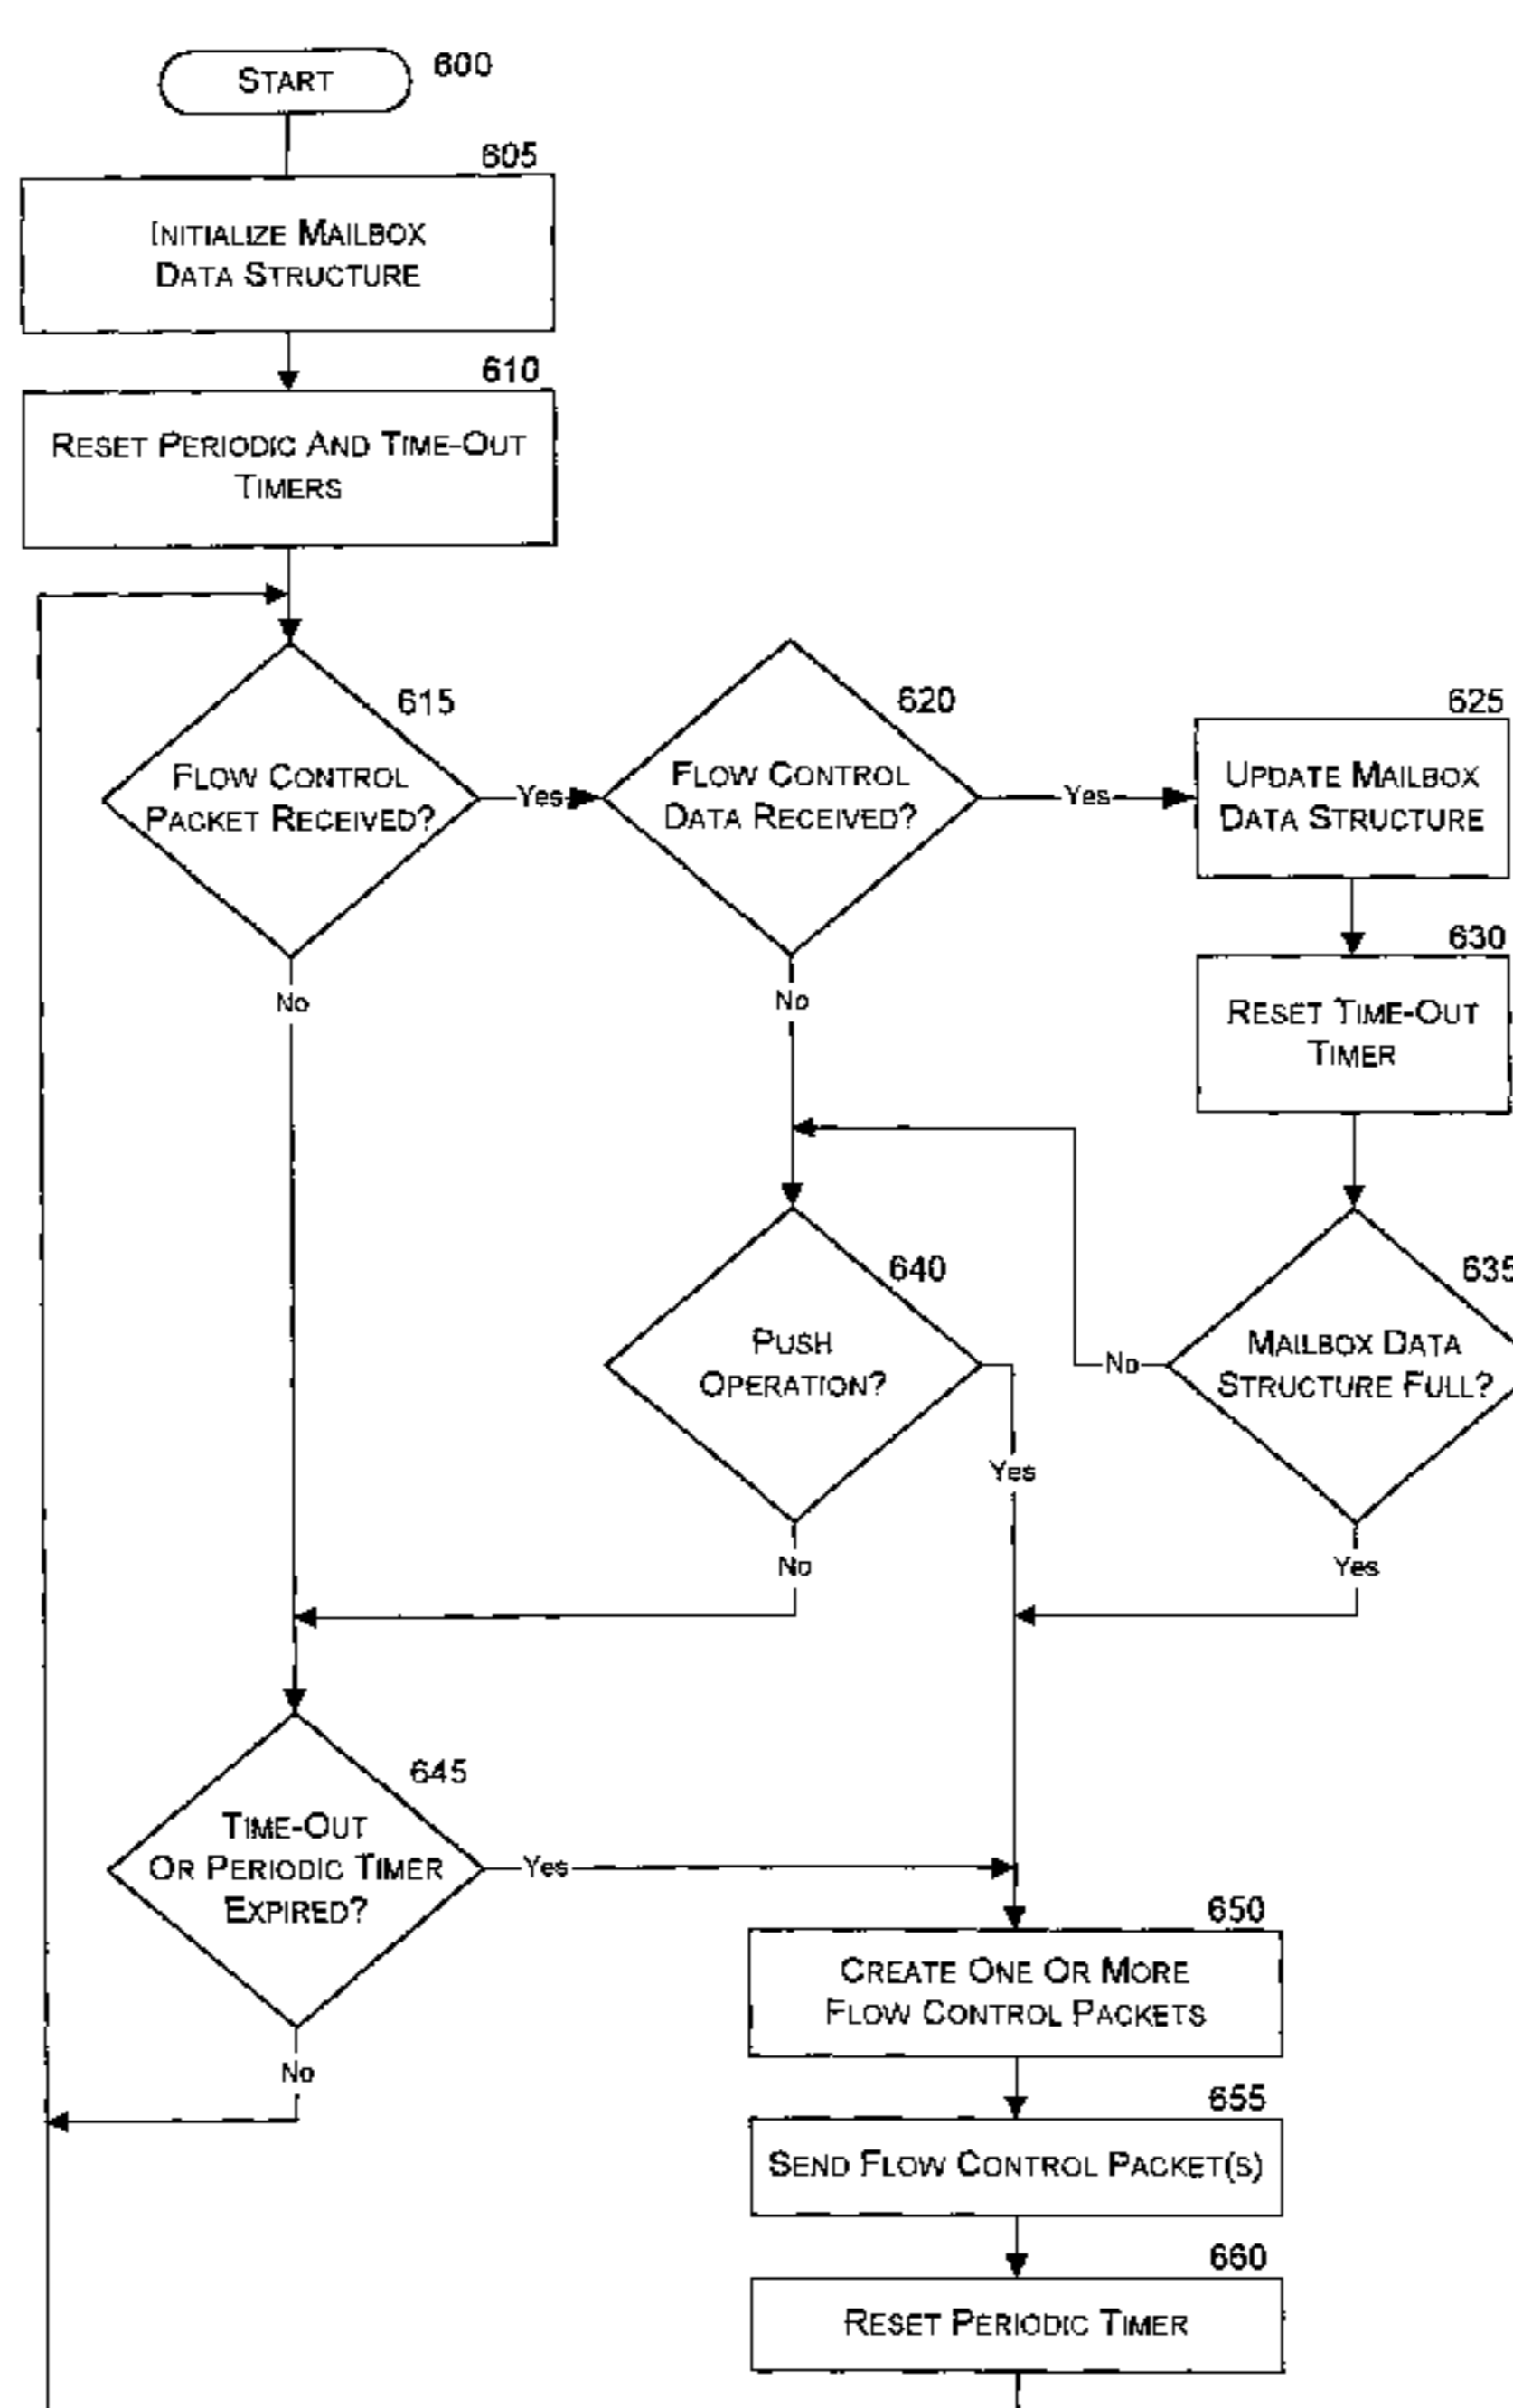 START
600
605
INITIALIZE MAILBOX
DATA STRUCTURE
610
RESET PERIODIC AND TIME-OUT
TIMERS
615
FLOW CONTROL
PACKET RECEIVED?
Yes
No
620
FLOW CONTROL
DATA RECEIVED?
Yes
No
625
UPDATE MAILBOX
DATA STRUCTURE
630
RESET TIME-OUT
TIMER
635
MAILBOX DATA
STRUCTURE FULL?
No
Yes
640
PUSH
OPERATION?
Yes
No
645
TIME-OUT
OR PERIODIC TIMER
EXPIRED?
Yes
No
650
CREATE ONE OR MORE
FLOW CONTROL PACKETS
655
SEND FLOW CONTROL PACKET(S)
660
RESET PERIODIC TIMER